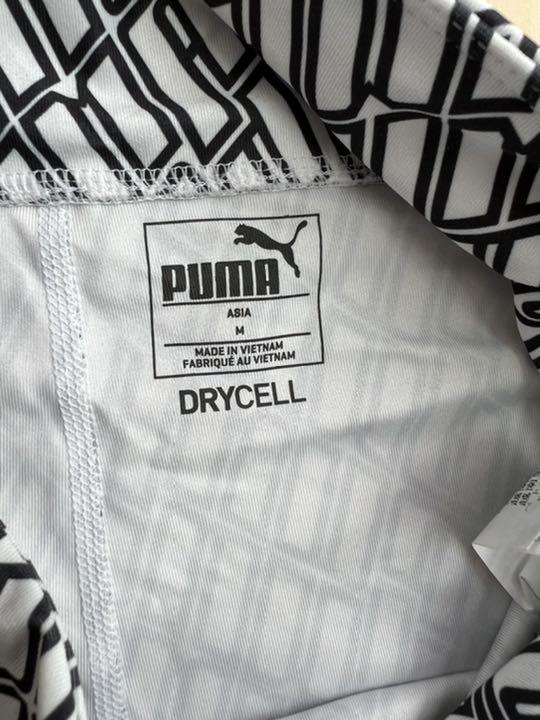 PUMA
ASIA
M
MADE IN VIETNAM
FABRIQUÉ AU VIETNAM
DRYCELL